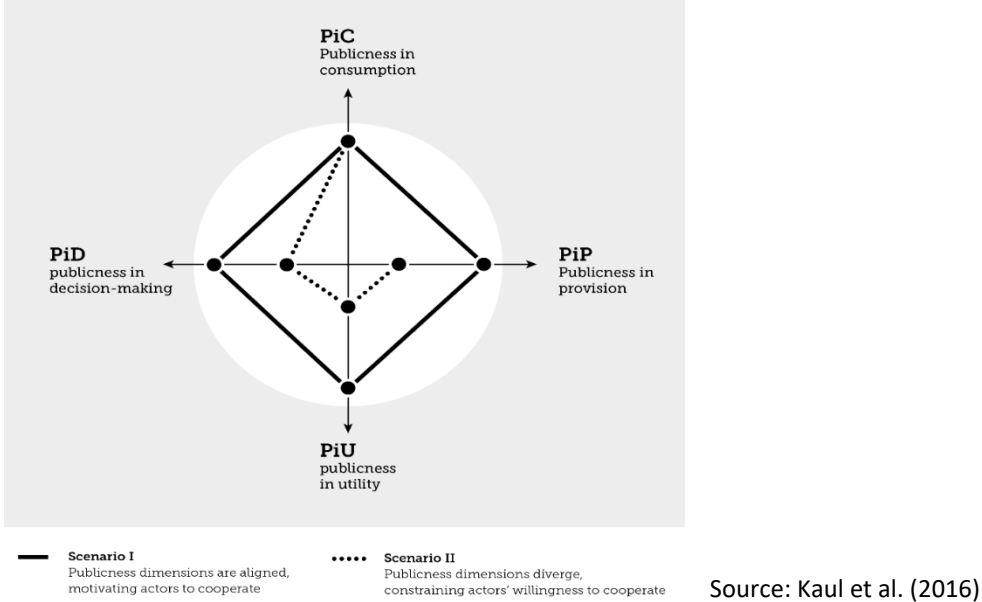 PiC
Publicness in
consumption
PiD
publicness in
decision-making
PiP
Publicness in
provision
PiU
publicness
in utility
Scenario I
Publicness dimensions are aligned,
motivating actors to cooperate
Scenario II
Publicness dimensions diverge,
constraining actors’ willingness to cooperate
Source: Kaul et al. (2016)